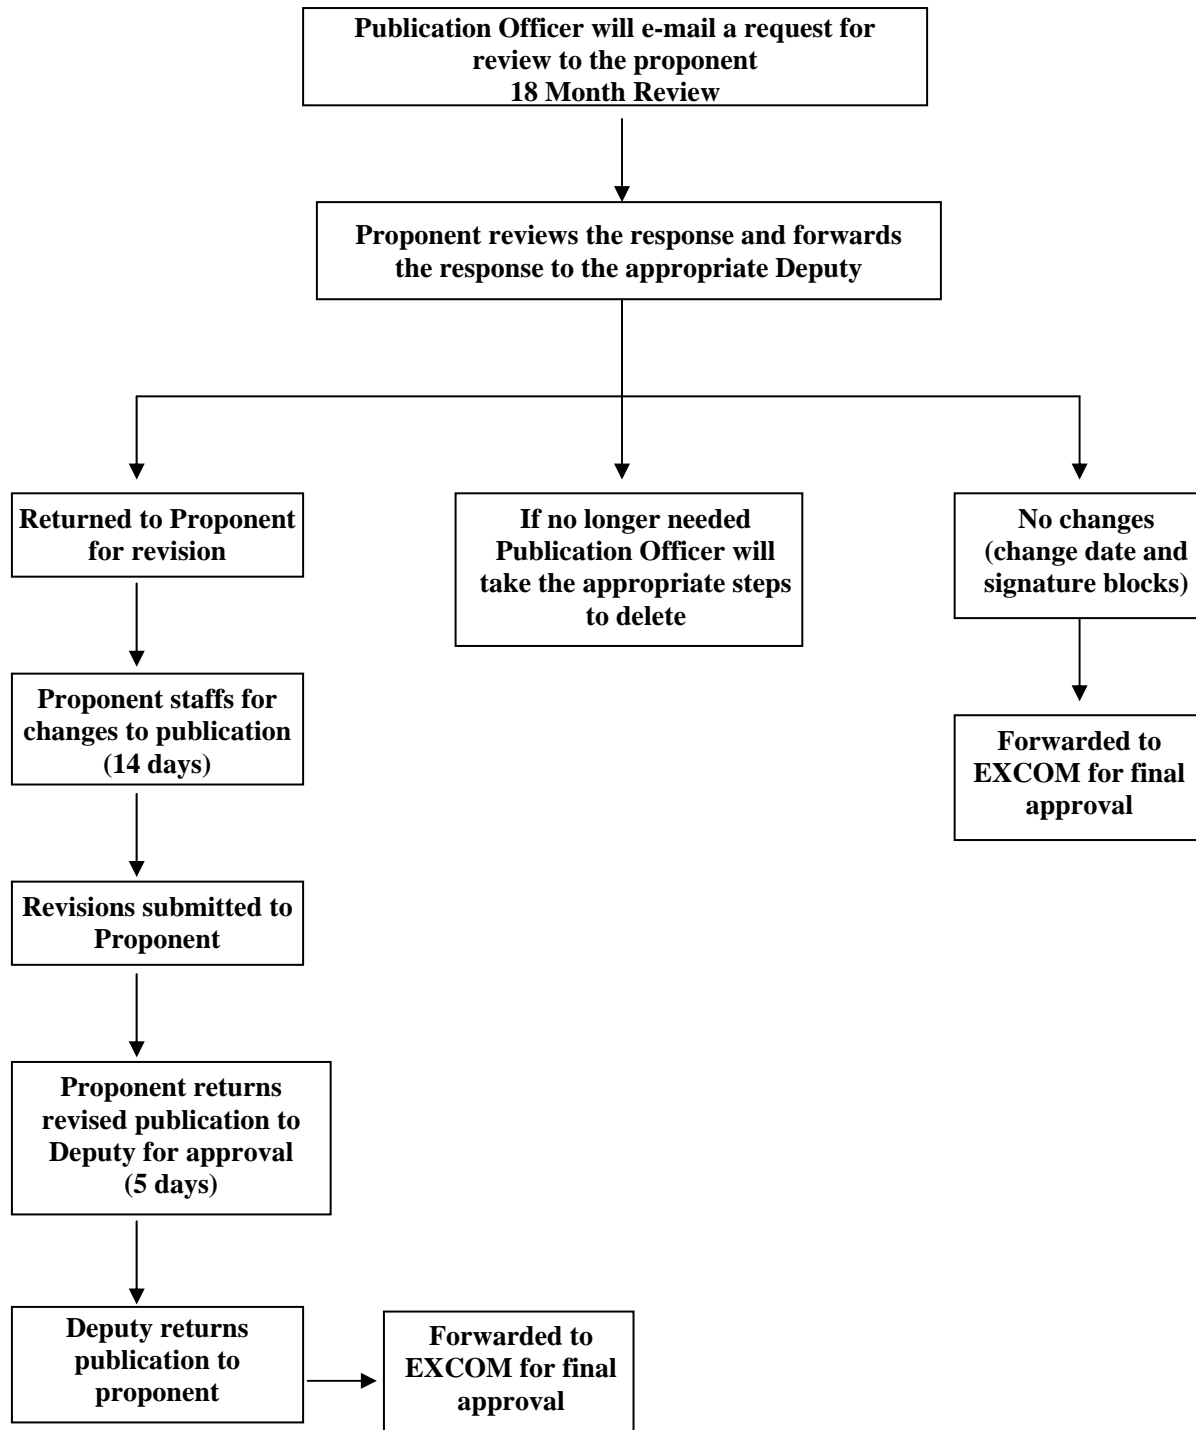 Publication Officer will e-mail a request for
review to the proponent
18 Month Review
Proponent reviews the response and forwards
the response to the appropriate Deputy
Returned to Proponent
for revision
If no longer needed
Publication Officer will
take the appropriate steps
to delete
No changes
(change date and
signature blocks)
Proponent staffs for
changes to publication
(14 days)
Forwarded to
EXCOM for final
approval
Revisions submitted to
Proponent
Proponent returns
revised publication to
Deputy for approval
(5 days)
Deputy returns
publication to
proponent
Forwarded to
EXCOM for final
approval